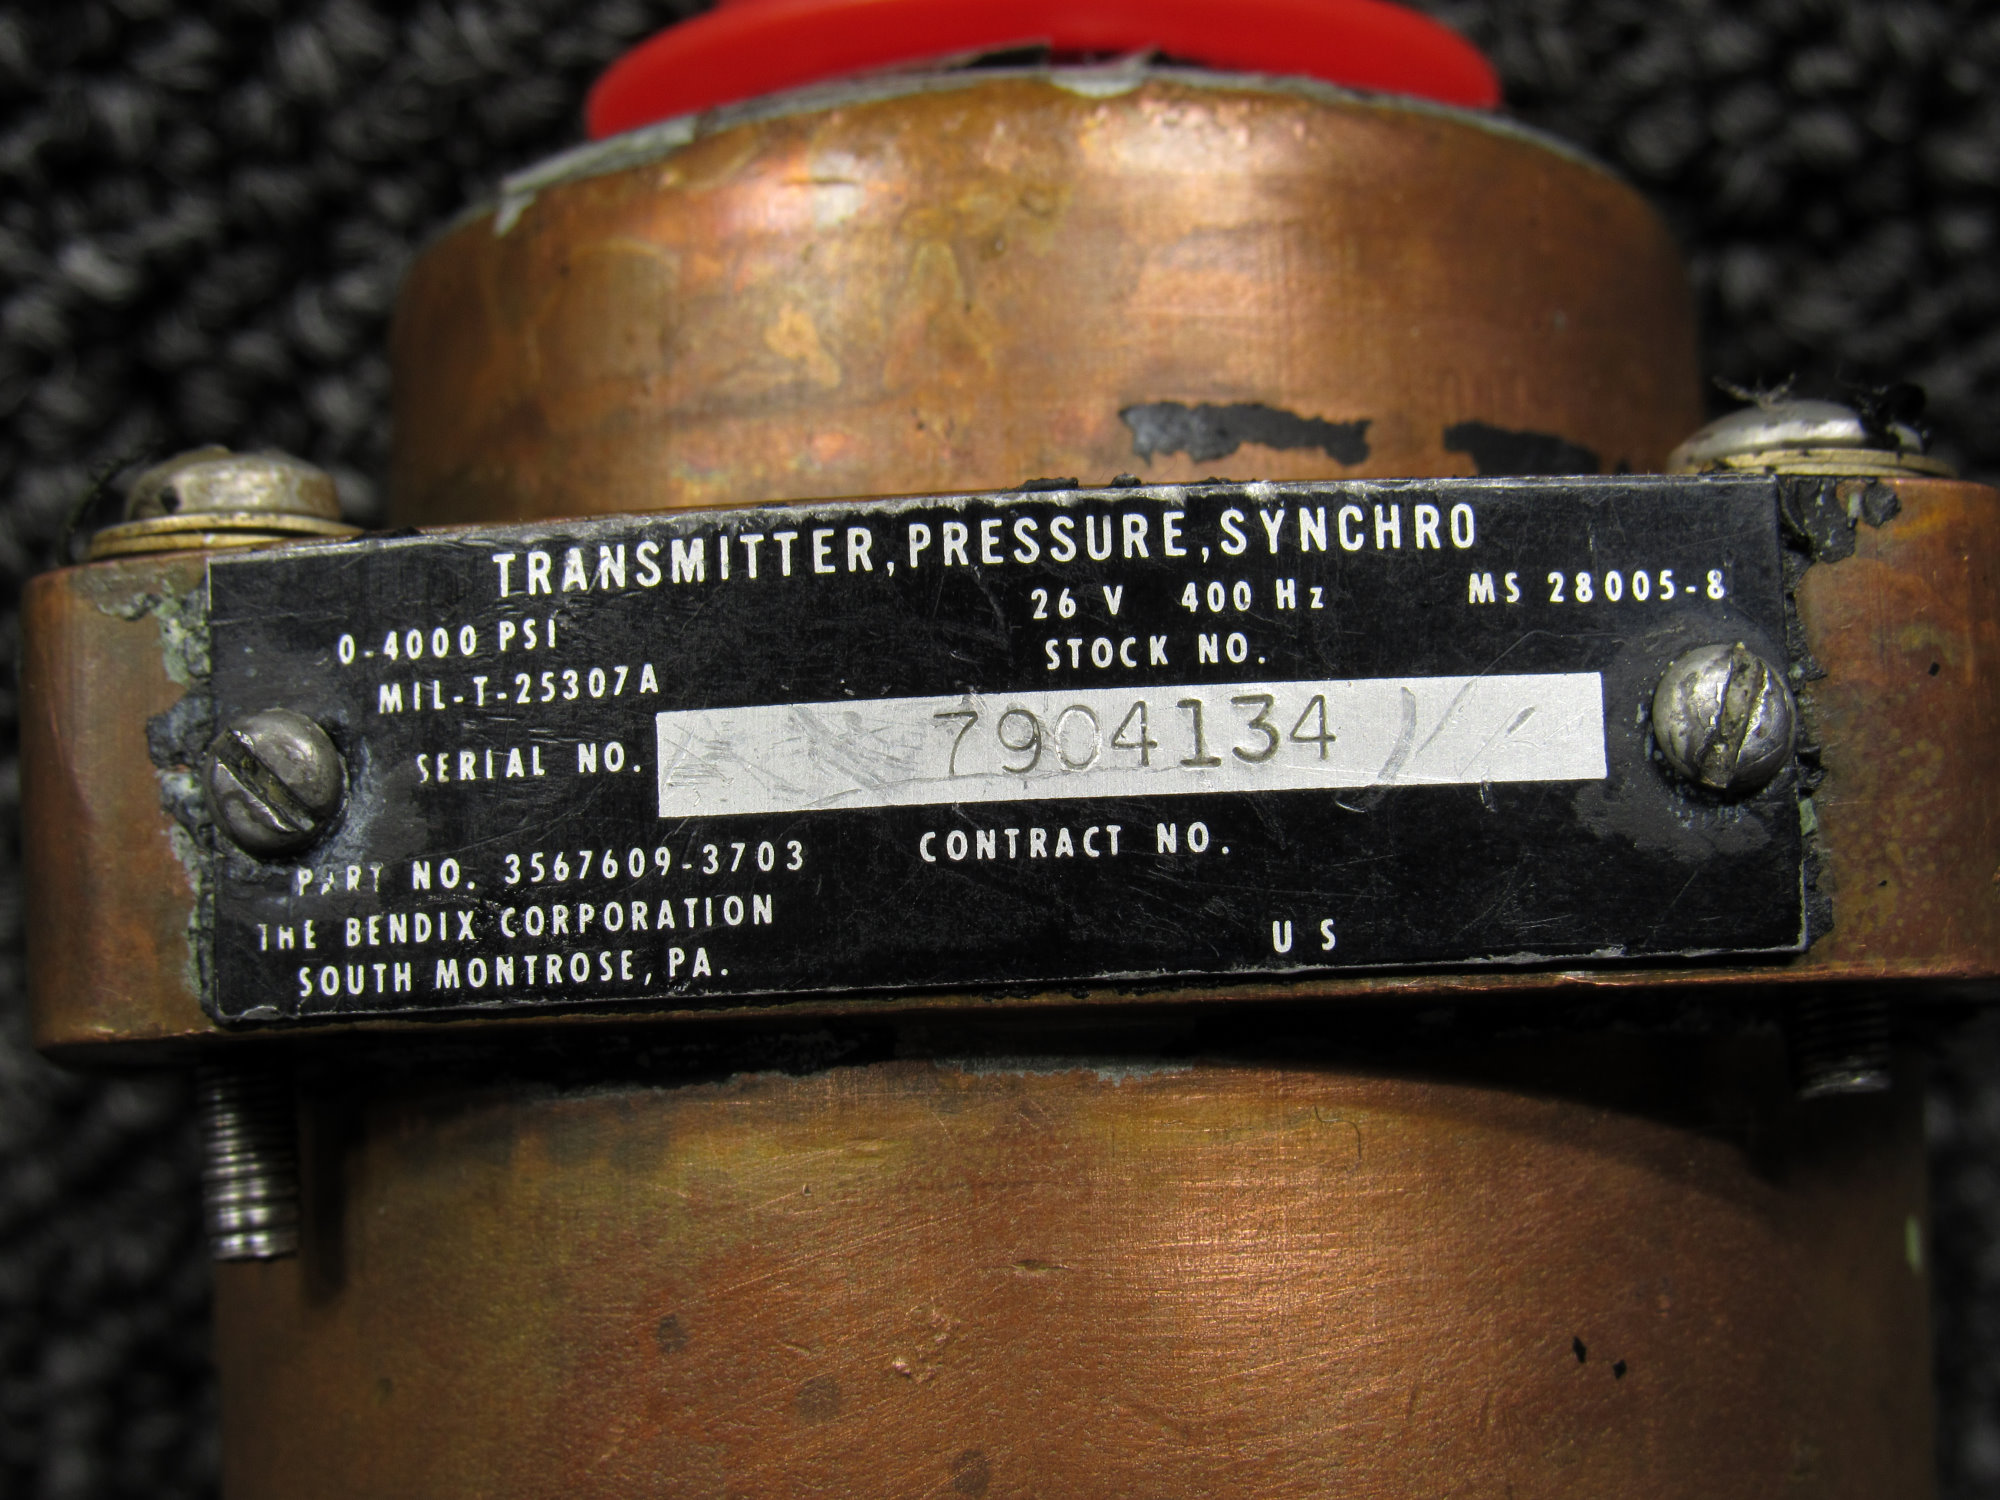 TRANSMITTER, PRESSURE, SYNCHRO
26 V 400 Hz MS 28005-8
0-4000 PSI
STOCK NO.
MIL-T-25307A
SERIAL NO. 7904134
PART NO. 3567609-3703 CONTRACT NO.
THE BENDIX CORPORATION
SOUTH MONTROSE, PA.
U S